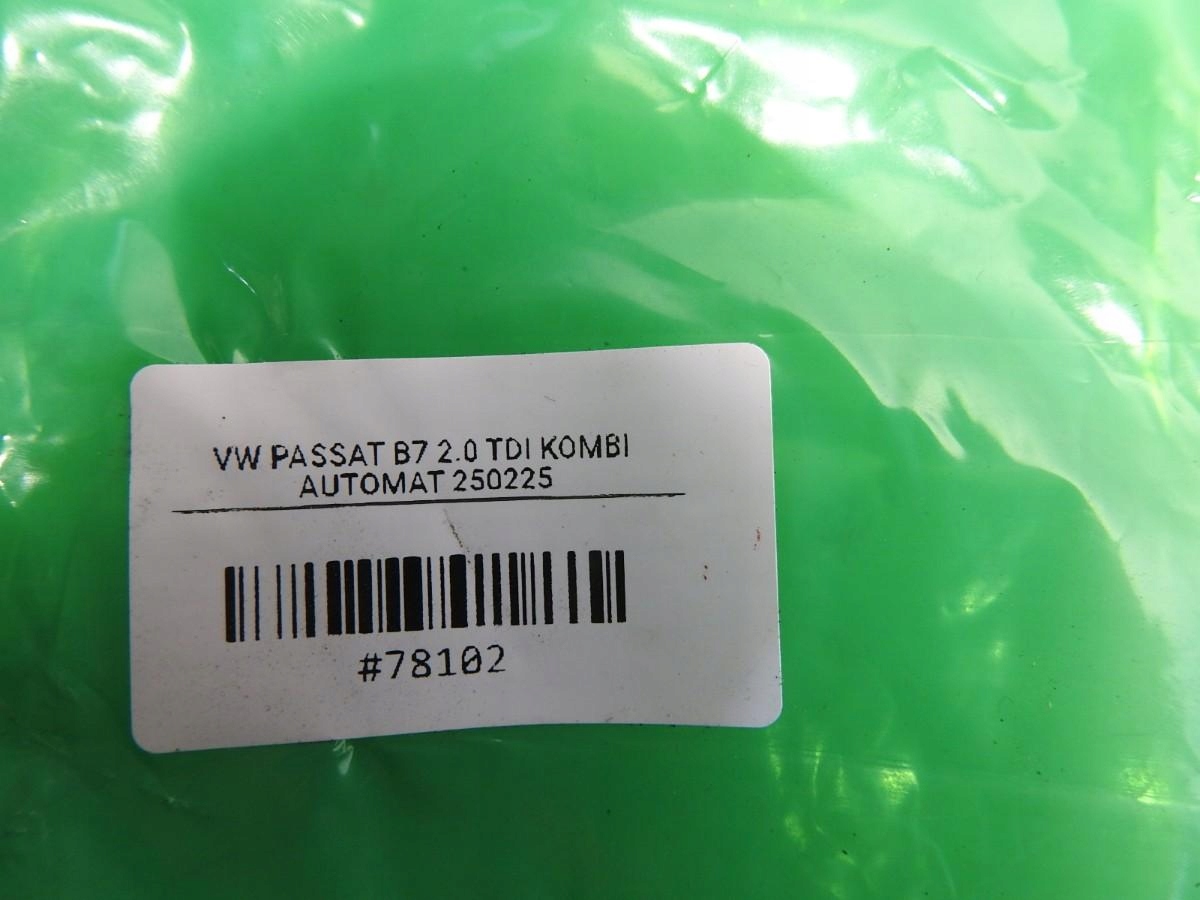 VW PASSAT B7 2.0 TDI KOMBI
AUTOMAT 250225
#78102